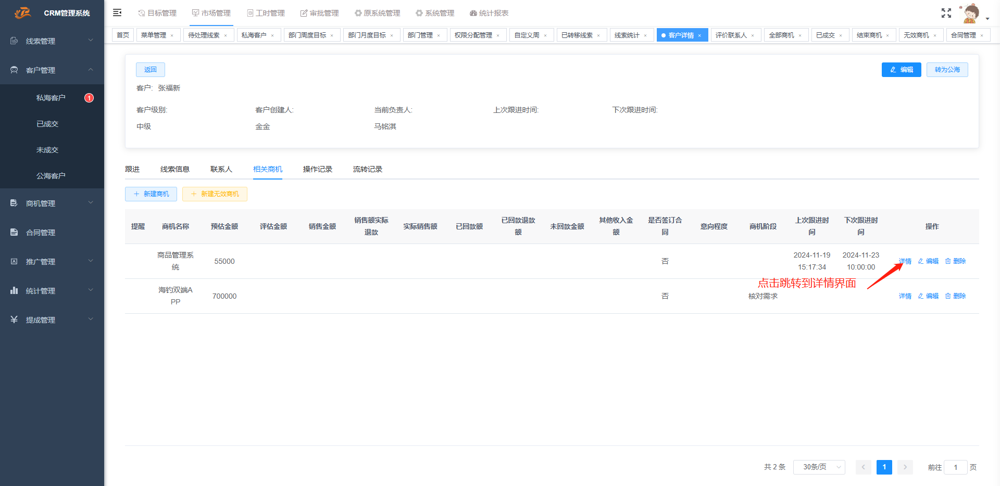 CRM管理系统
目标管理 市场管理 工时管理 审批管理 原系统管理 系统管理 统计报表
首页 菜单管理 × 待处理线索 × 私海客户 × 部门周度目标 × 部门月度目标 × 部门管理 × 权限分配管理 × 自定义周 × 已转移线索 × 线索统计 × 客户详情 × 评价联系人 × 全部商机 × 已成交 × 结束商机 × 无效商机 × 合同管理 ×
线索管理
客户管理
私海客户 1
已成交
未成交
公海客户
商机管理
合同管理
推广管理
统计管理
提成管理
返回 编辑 转为公海
客户: 张福新
客户级别: 客户创建人: 当前负责人: 上次跟进时间: 下次跟进时间:
中级 金金 马铭淇
跟进 线索信息 联系人 相关商机 操作记录 流转记录
+ 新建商机 + 新建无效商机
提醒 商机名称 预估金额 评估金额 销售金额 销售额实际退款 实际销售额 已回款额 已回款退款额 未回款金额 其他收入金额 是否签订合同 意向程度 商机阶段 上次跟进时间 下次跟进时间 操作
商品管理系统 55000 否 2024-11-19 15:17:34 2024-11-23 10:00:00 详情 编辑 删除
点击跳转到详情界面
海钓双端APP 700000 否 核对需求 详情 编辑 删除
共 2 条 30条/页 1 前往 1 页